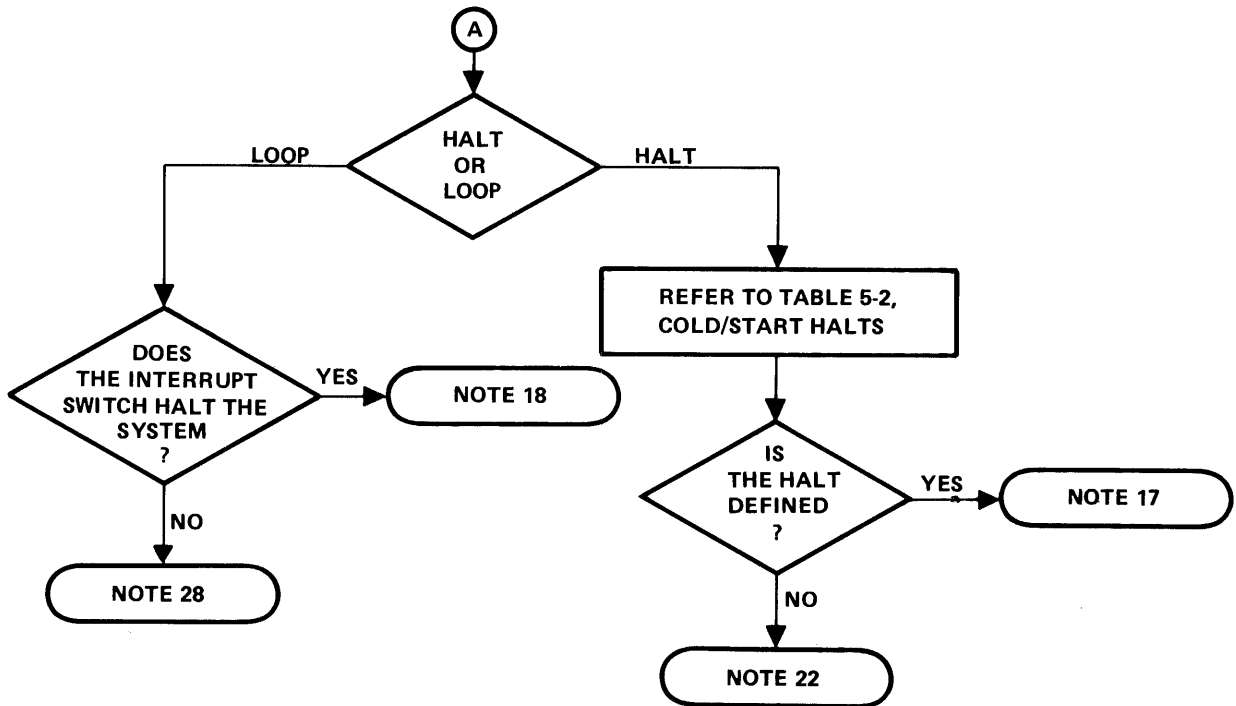 A
HALT
OR
LOOP
LOOP
HALT
REFER TO TABLE 5-2,
COLD/START HALTS
DOES
THE INTERRUPT
SWITCH HALT THE
SYSTEM
?
YES
NOTE 18
NO
NOTE 28
IS
THE HALT
DEFINED
?
YES
NOTE 17
NO
NOTE 22